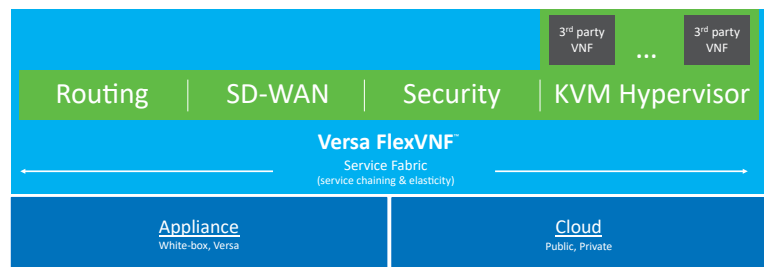 3rd party
VNF
...
3rd party
VNF
Routing
SD-WAN
Security
KVM Hypervisor
Versa FlexVNF™
Service Fabric
(service chaining & elasticity)
Appliance
White-box, Versa
Cloud
Public, Private